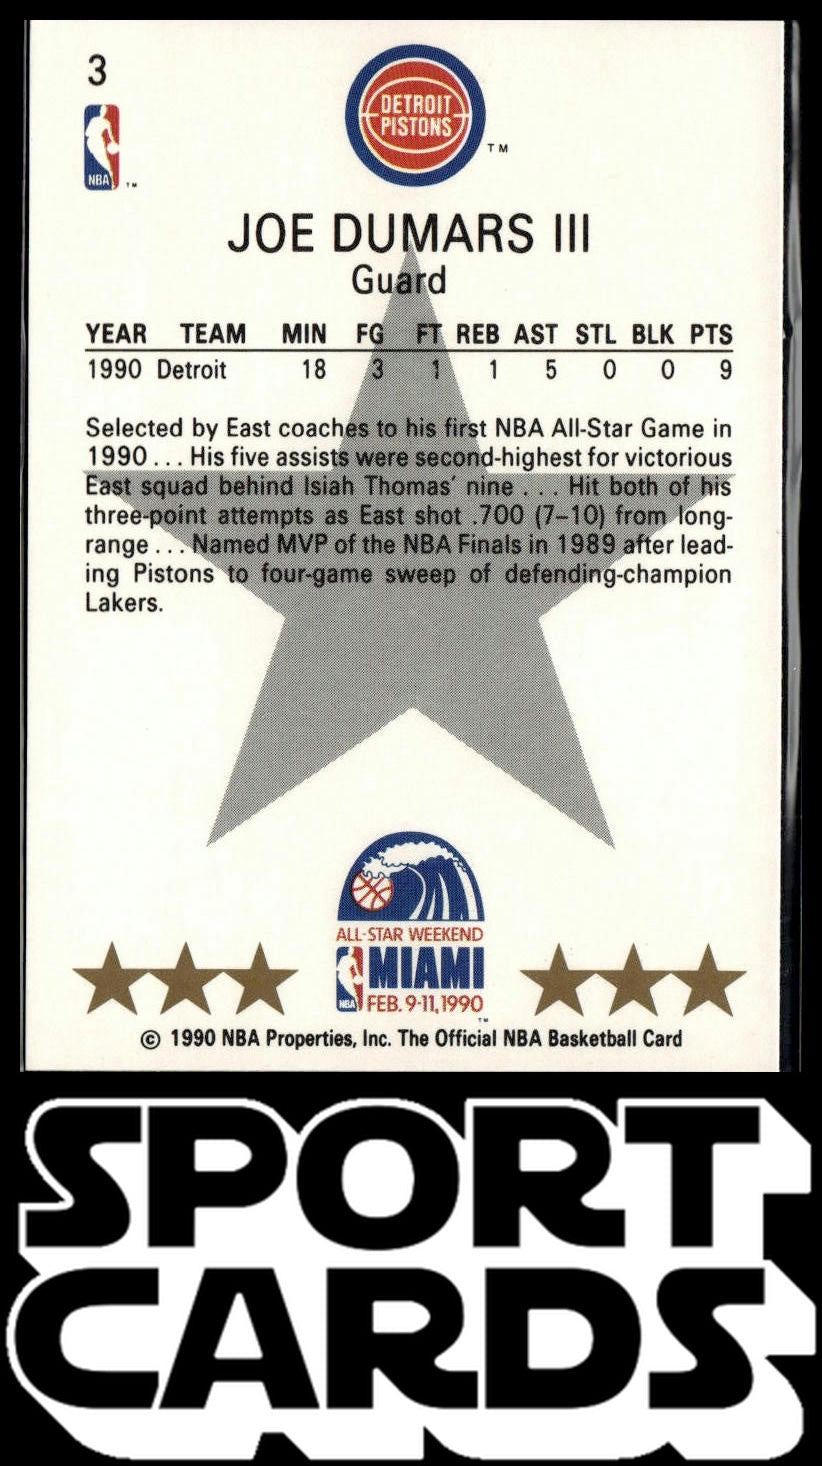 3
DETROIT
PISTONS
TM
NBA
TM
JOE DUMARS III
Guard
YEAR TEAM MIN FG FT REB AST STL BLK PTS
1990 Detroit 18 3 1 1 5 0 0 9
Selected by East coaches to his first NBA All-Star Game in
1990 . . . His five assists were second-highest for victorious
East squad behind Isiah Thomas' nine . . . Hit both of his
three-point attempts as East shot .700 (7–10) from long-
range . . . Named MVP of the NBA Finals in 1989 after lead-
ing Pistons to four-game sweep of defending-champion
Lakers.
ALL-STAR WEEKEND
MIAMI
NBA FEB. 9-11, 1990
TM
© 1990 NBA Properties, Inc. The Official NBA Basketball Card
SPORT
CARDS